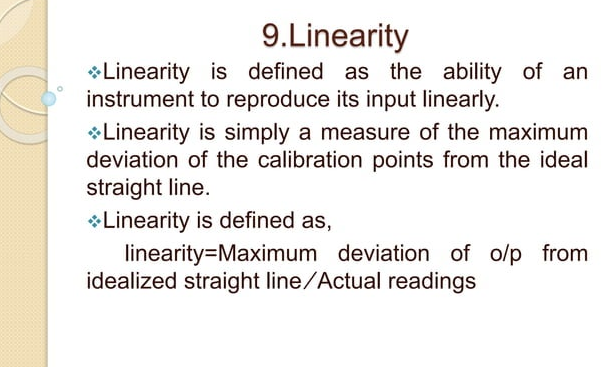 9.Linearity
❖Linearity is defined as the ability of an
instrument to reproduce its input linearly.
❖Linearity is simply a measure of the maximum
deviation of the calibration points from the ideal
straight line.
❖Linearity is defined as,
linearity=Maximum deviation of o/p from
idealized straight line/Actual readings